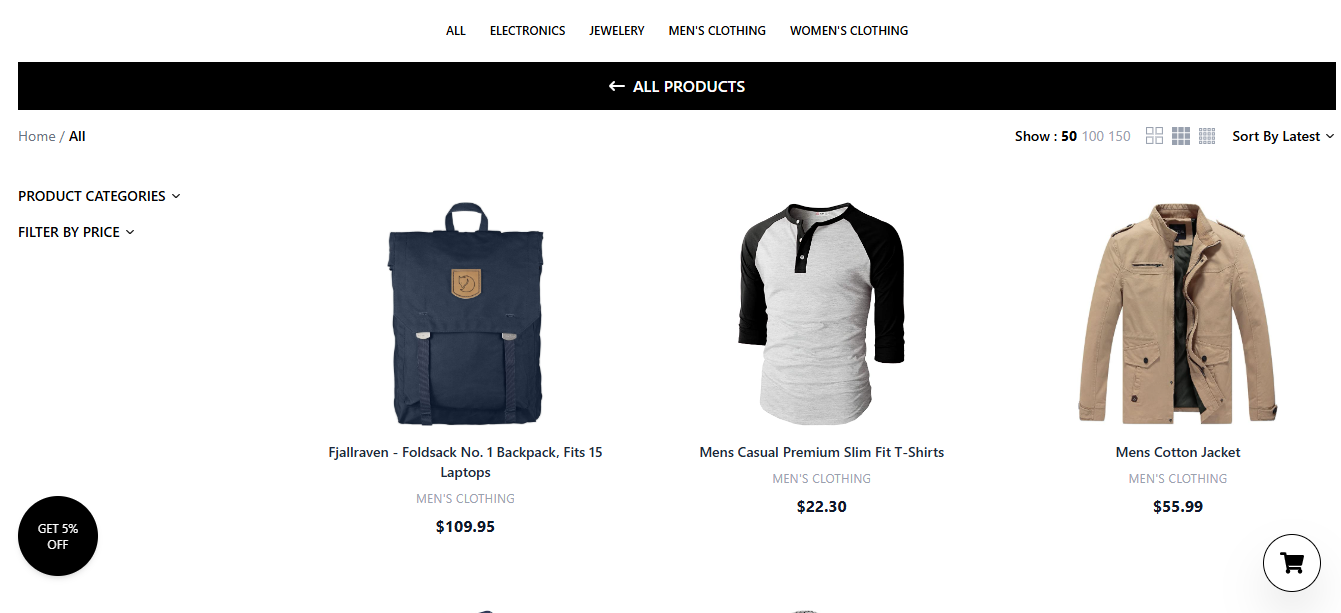 ALL ELECTRONICS JEWELERY MEN'S CLOTHING WOMEN'S CLOTHING
← ALL PRODUCTS
Home / All
Show : 50 100 150
Sort By Latest
PRODUCT CATEGORIES
FILTER BY PRICE
Fjallraven - Foldsack No. 1 Backpack, Fits 15
Laptops
MEN'S CLOTHING
$109.95
Mens Casual Premium Slim Fit T-Shirts
MEN'S CLOTHING
$22.30
Mens Cotton Jacket
MEN'S CLOTHING
$55.99
GET 5%
OFF